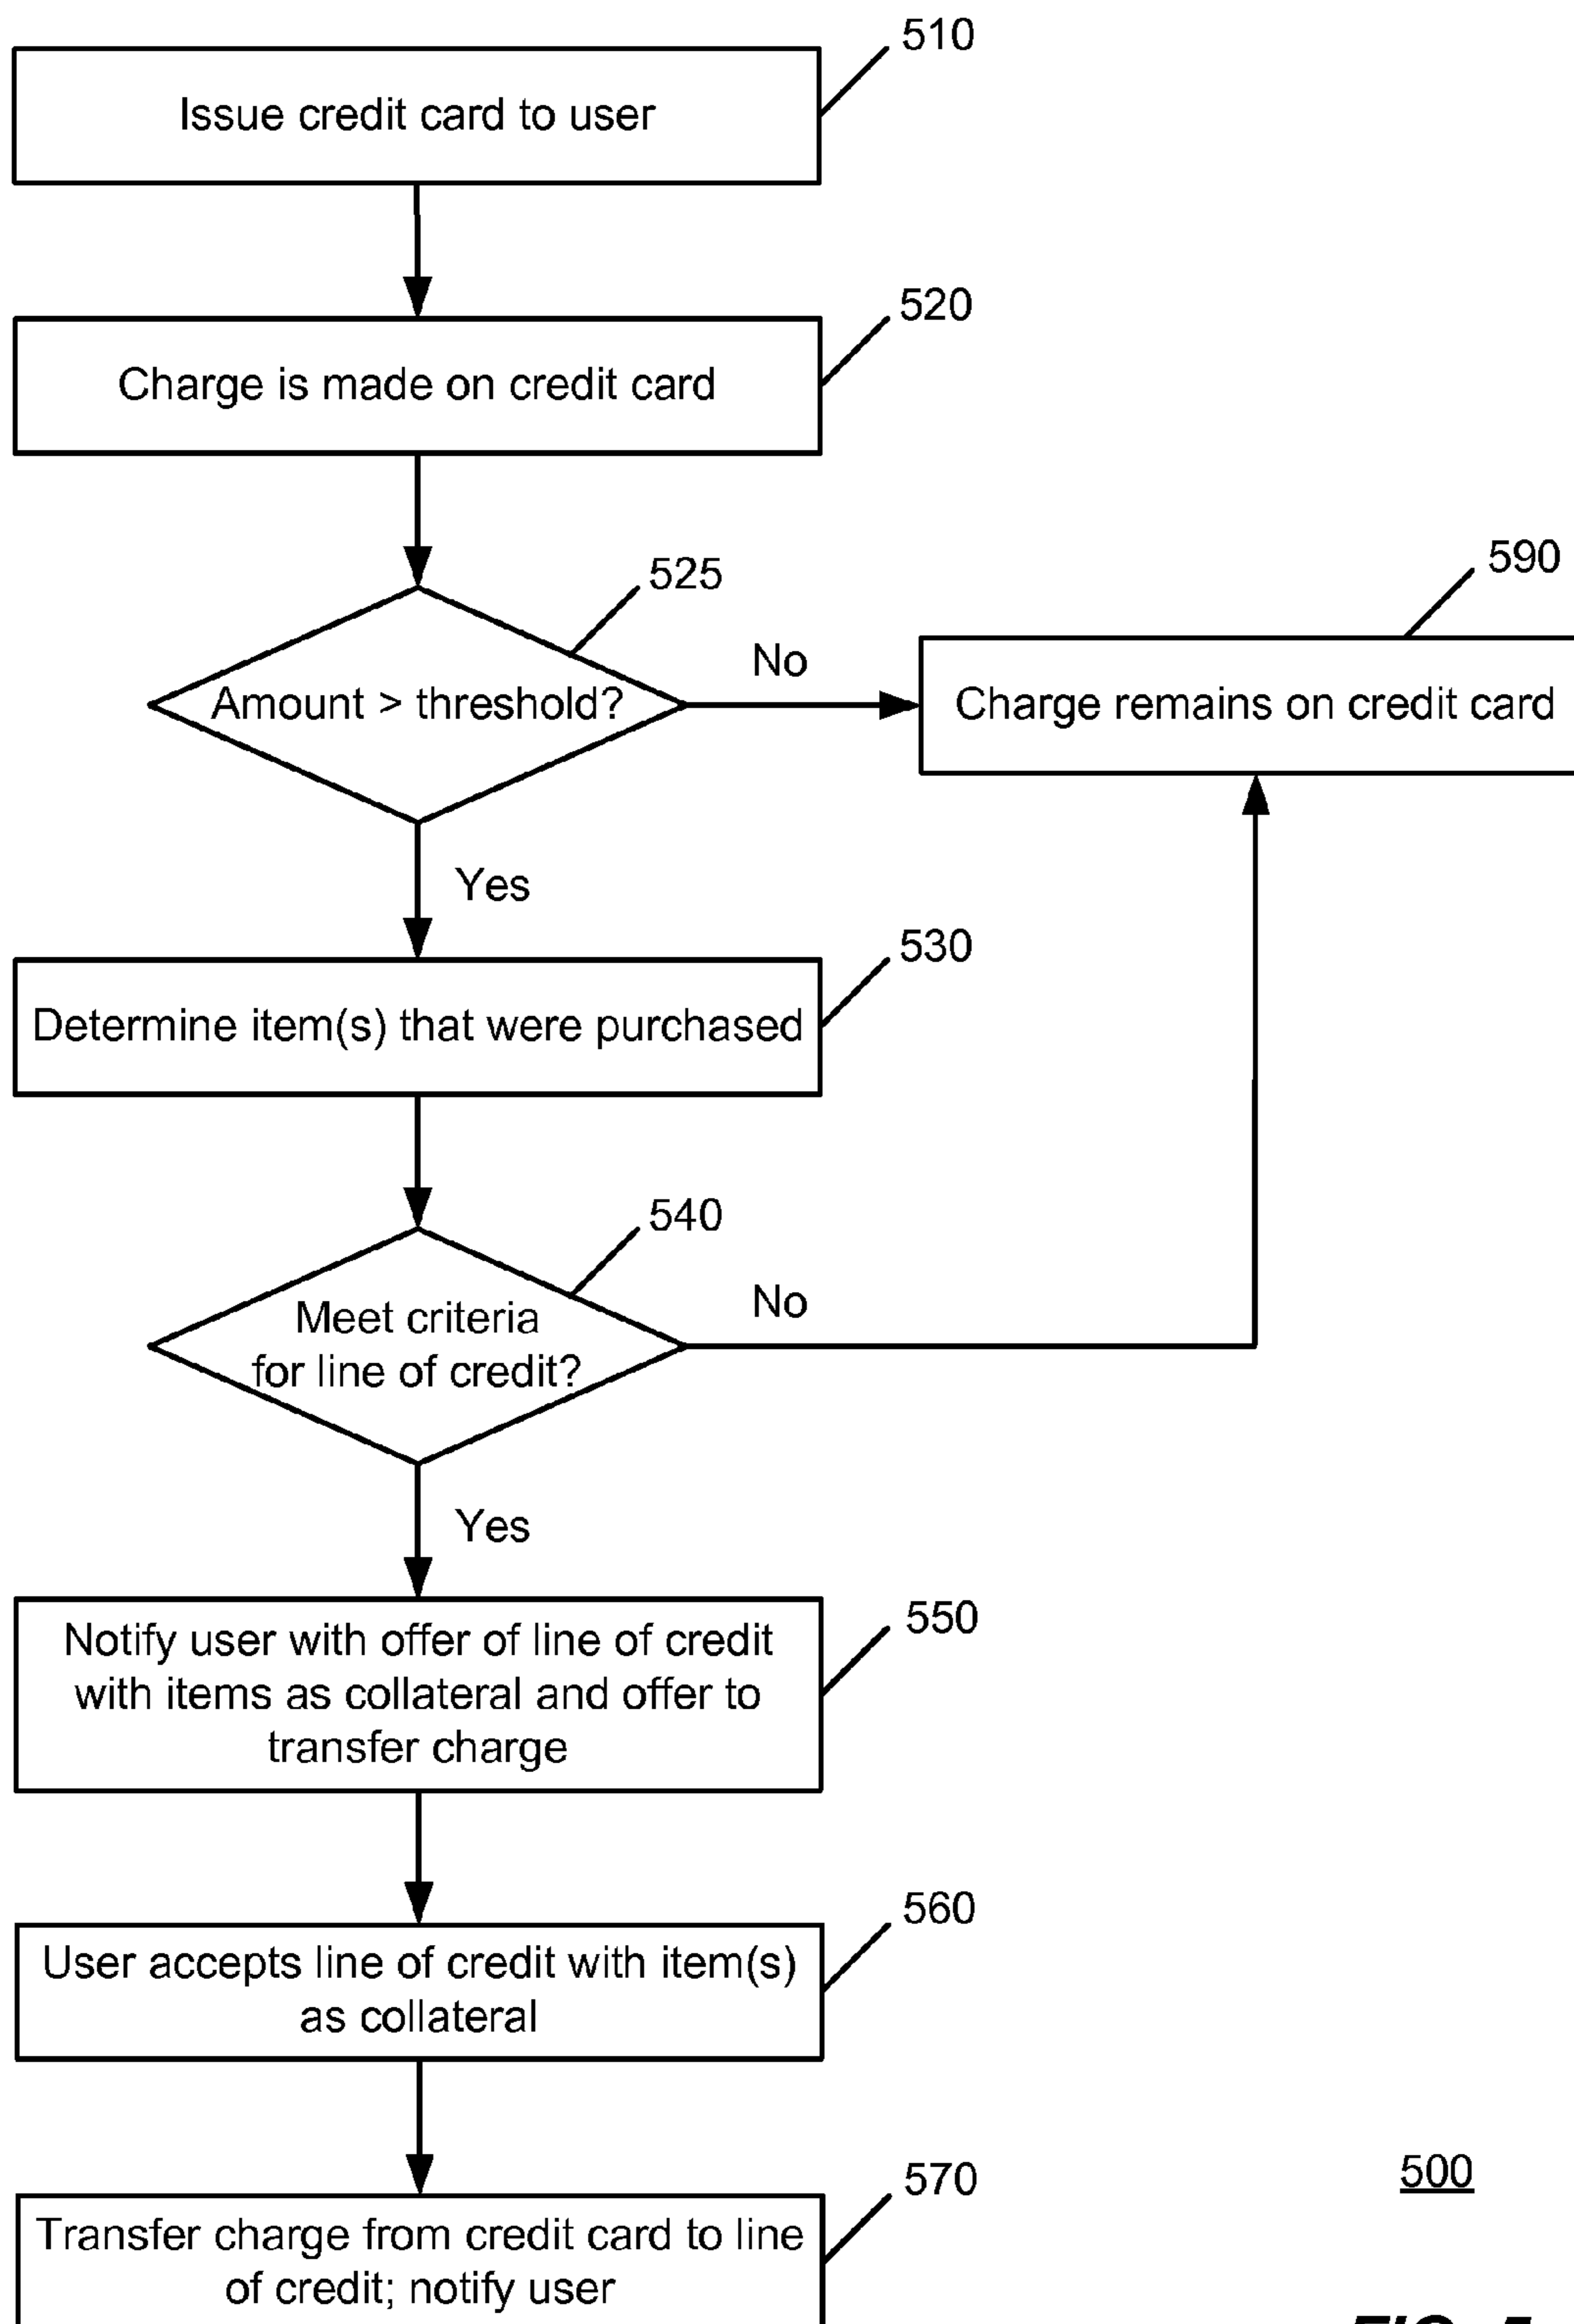 510
Issue credit card to user
520
Charge is made on credit card
525
590
Amount > threshold?
No
Charge remains on credit card
Yes
530
Determine item(s) that were purchased
540
Meet criteria
for line of credit?
No
Yes
550
Notify user with offer of line of credit
with items as collateral and offer to
transfer charge
560
User accepts line of credit with item(s)
as collateral
570
500
Transfer charge from credit card to line
of credit; notify user